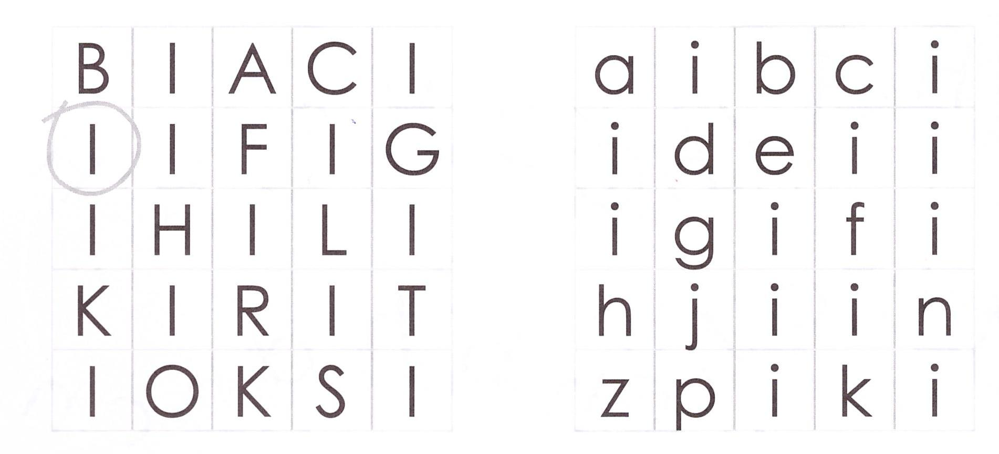 B I A C I
I I F I G
I H I L I
K I R I T
I O K S I
a i b c i
i d e i i
i g i f i
h j i i n
z p i k i